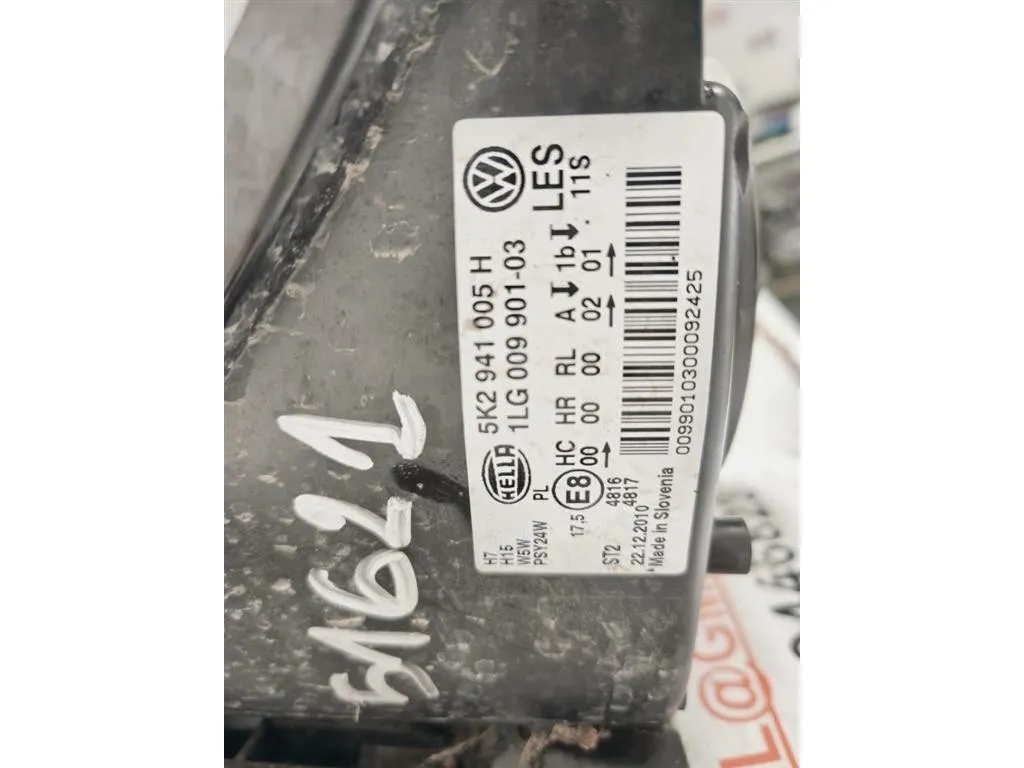 5K2 941 005 H
1LG 009 901-03
LES
HELLA
H7
H15
W5W
PSY24W
PL
17,5
E8
HC HR RL A 1b
00 00 00 02 01
11S
ST2
4816
4817
22.12.2010
Made in Slovenia
00990103000092425
51621
L@G